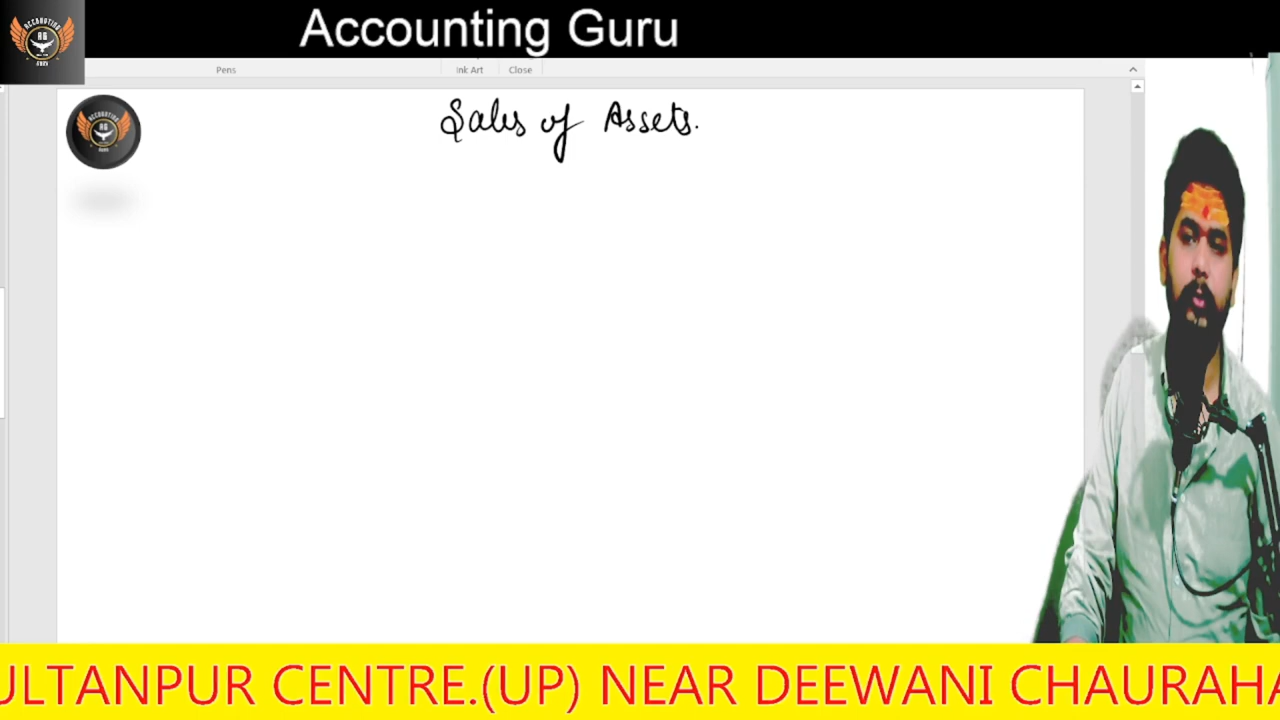 Accounting Guru
Pens
Ink Art
Close
Sales of Assets.
ULTANPUR CENTRE.(UP) NEAR DEEWANI CHAURAHA